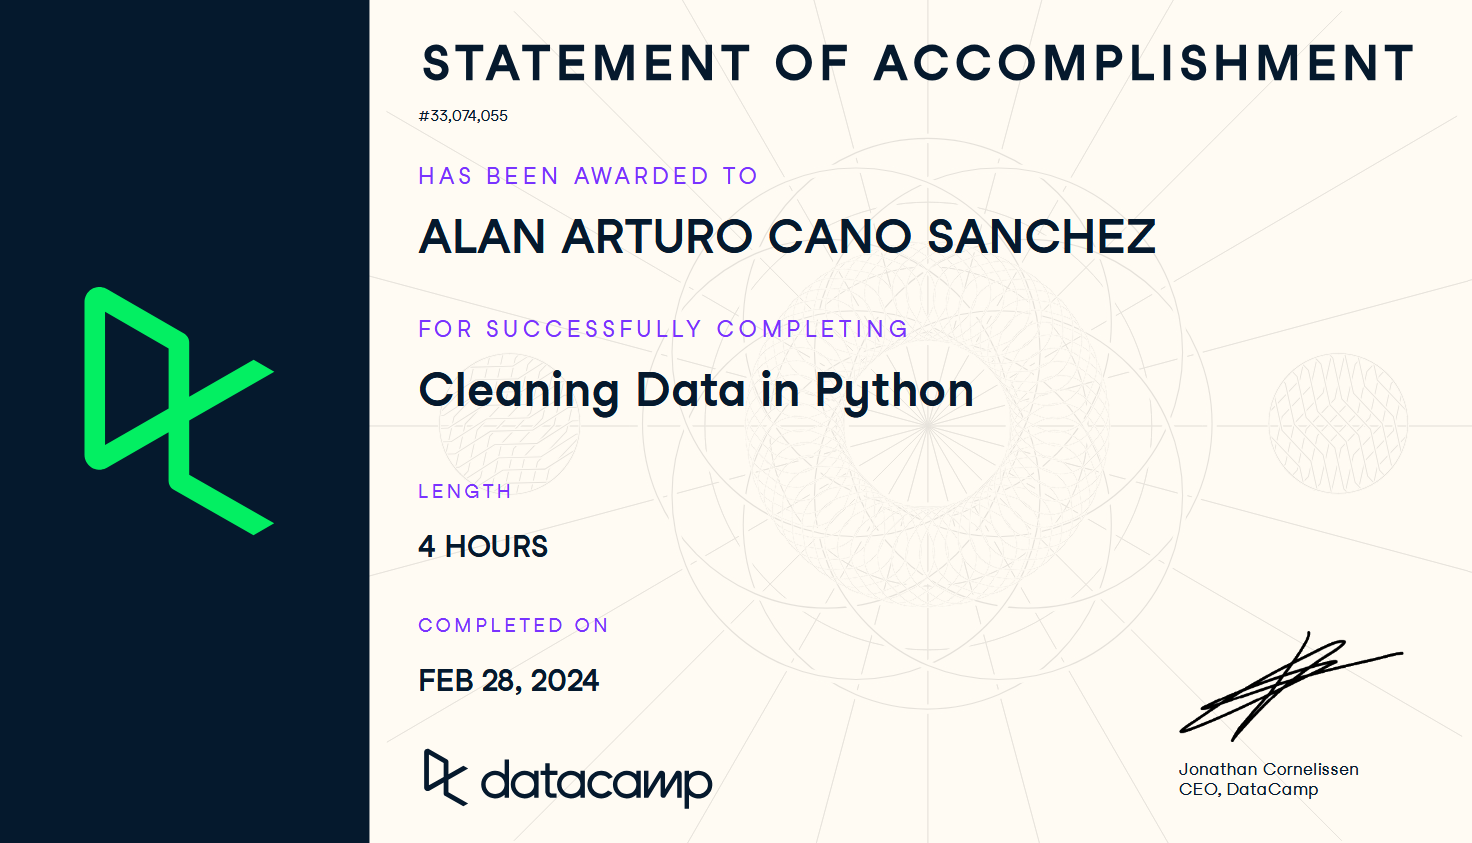 STATEMENT OF ACCOMPLISHMENT
#33,074,055
HAS BEEN AWARDED TO
ALAN ARTURO CANO SANCHEZ
FOR SUCCESSFULLY COMPLETING
Cleaning Data in Python
LENGTH
4 HOURS
COMPLETED ON
FEB 28, 2024
datacamp
Jonathan Cornelissen
CEO, DataCamp